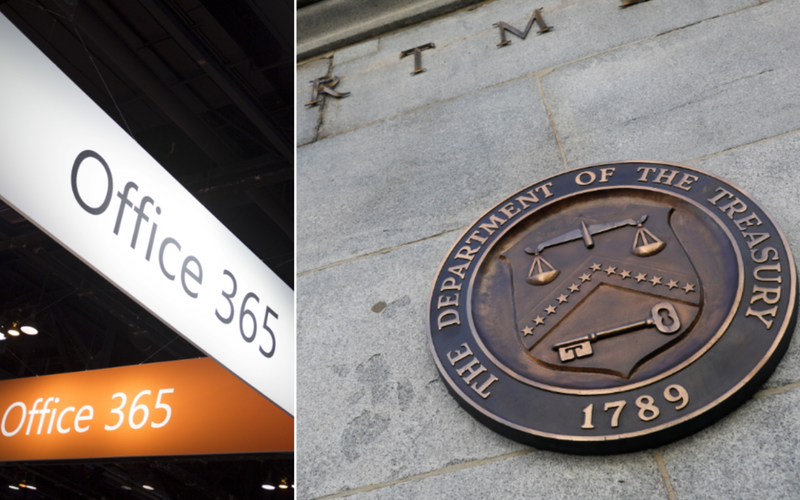 Office 365
Office 365
RTM
THE DEPARTMENT OF THE TREASURY
1789